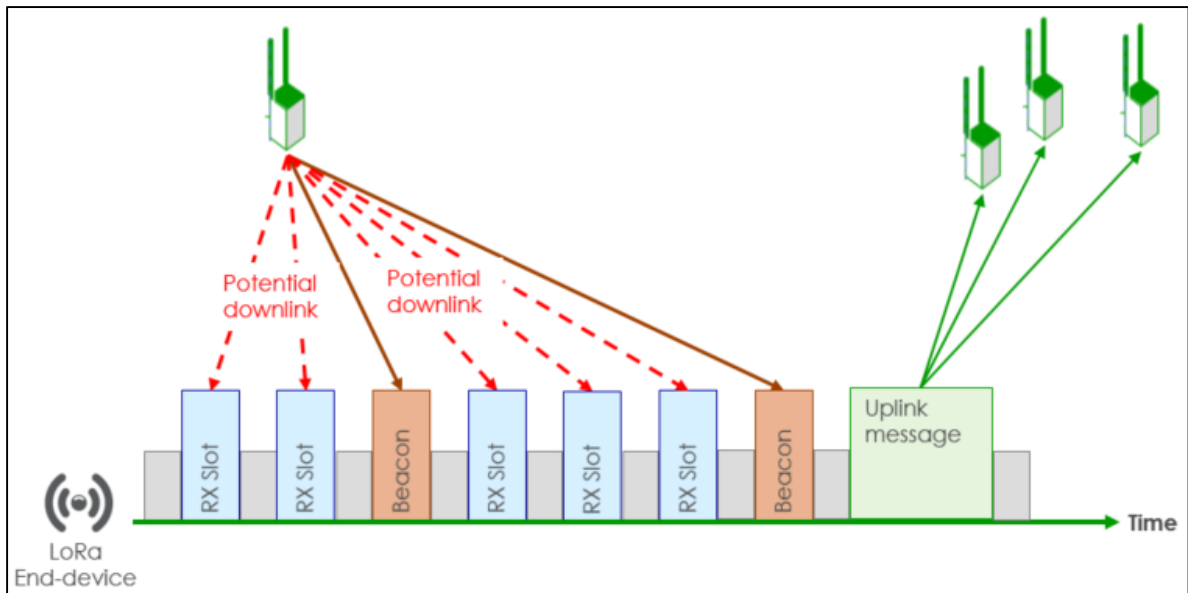 Potential
downlink
Potential
downlink
RX Slot
RX Slot
Beacon
RX Slot
RX Slot
RX Slot
Beacon
Uplink
message
Time
LoRa
End-device